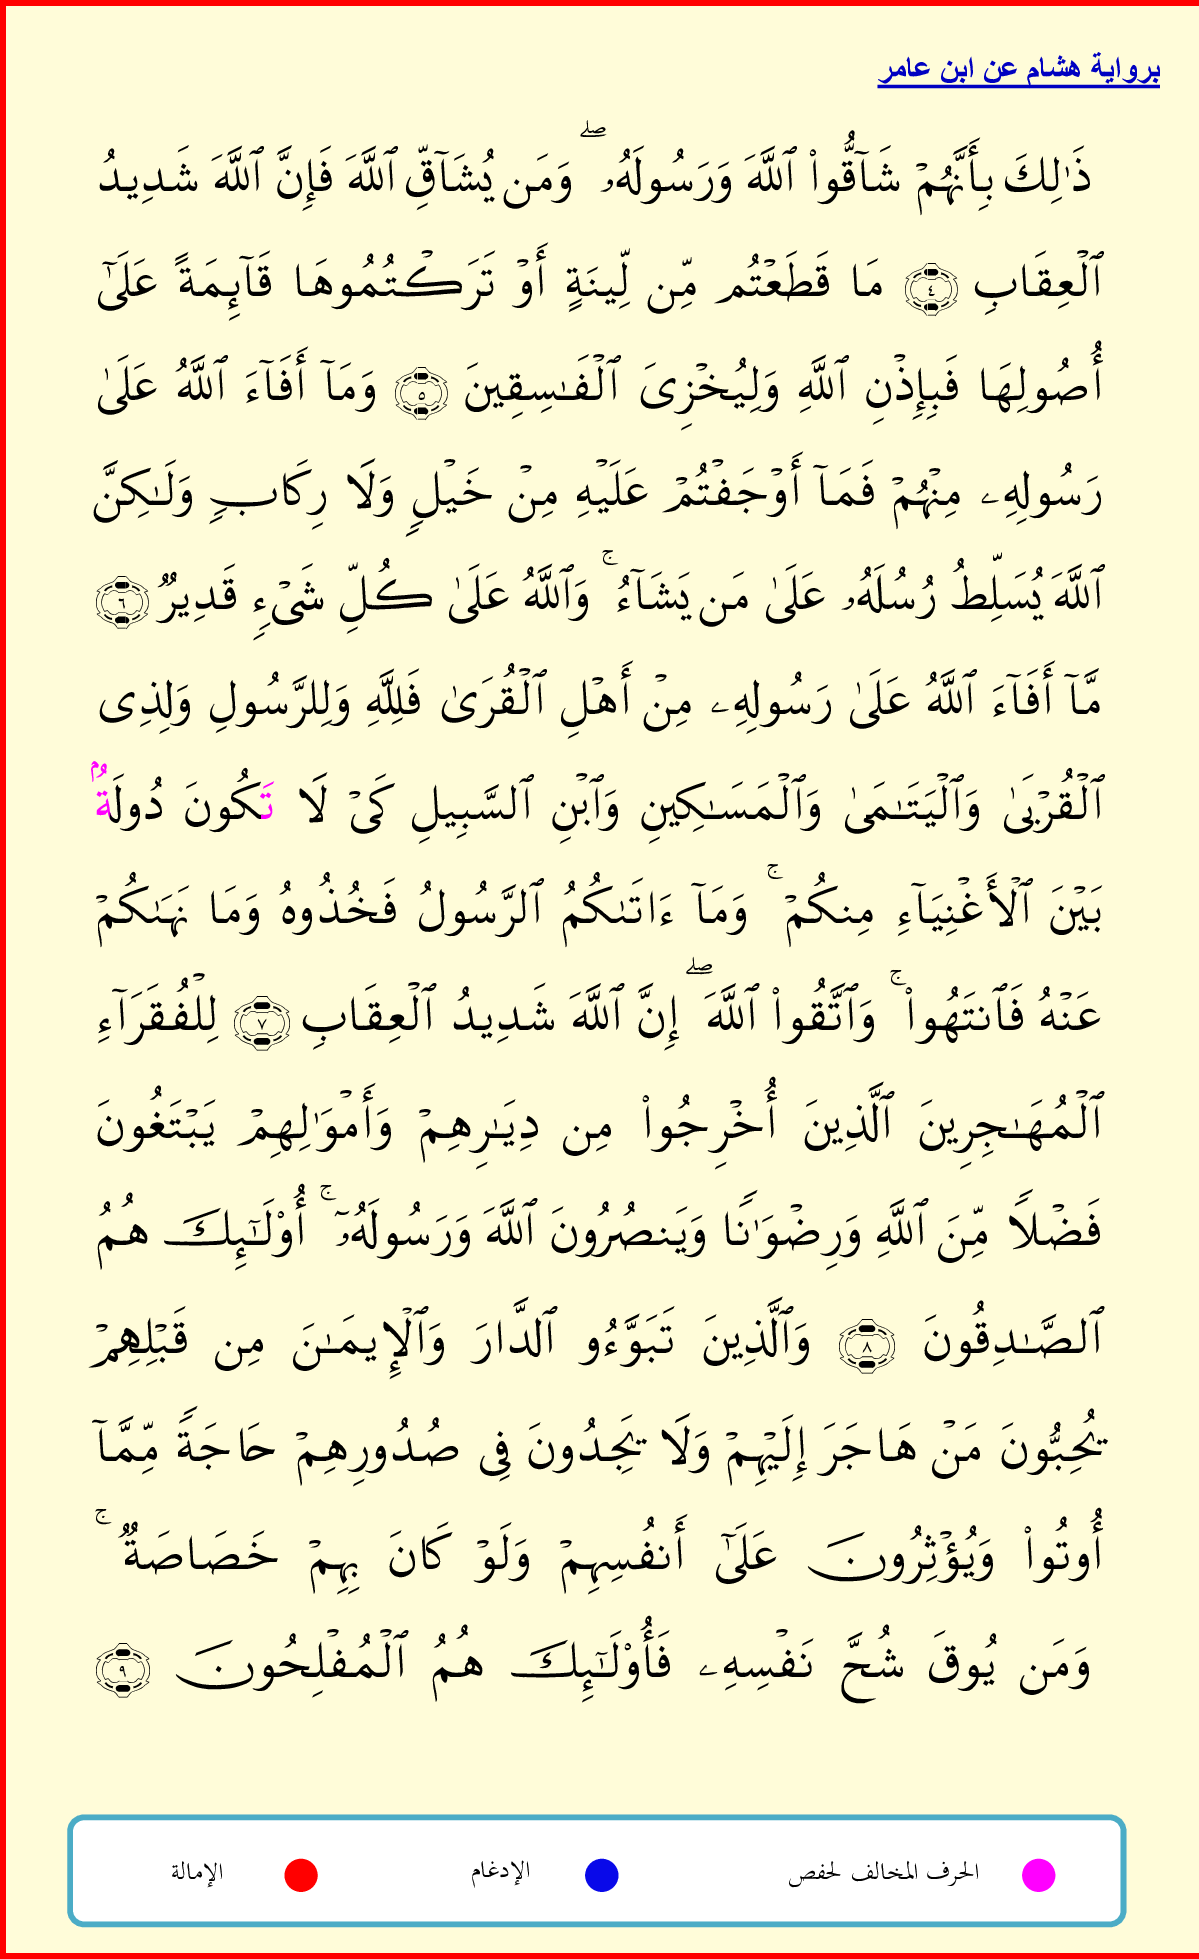 برواية هشام عن ابن عامر
ذَٰلِكَ بِأَنَّهُمۡ شَآقُّواْ ٱللَّهَ وَرَسُولَهُۥۖ وَمَن يُشَآقِّ ٱللَّهَ فَإِنَّ ٱللَّهَ شَدِيدُ
ٱلۡعِقَابِ ٤ مَا قَطَعۡتُم مِّن لِّينَةٍ أَوۡ تَرَكۡتُمُوهَا قَآئِمَةً عَلَىٰٓ
أُصُولِهَا فَبِإِذۡنِ ٱللَّهِ وَلِيُخۡزِيَ ٱلۡفَٰسِقِينَ ٥ وَمَآ أَفَآءَ ٱللَّهُ عَلَىٰ
رَسُولِهِۦ مِنۡهُمۡ فَمَآ أَوۡجَفۡتُمۡ عَلَيۡهِ مِنۡ خَيۡلٖ وَلَا رِكَابٖ وَلَٰكِنَّ
ٱللَّهَ يُسَلِّطُ رُسُلَهُۥ عَلَىٰ مَن يَشَآءُۚ وَٱللَّهُ عَلَىٰ كُلِّ شَيۡءٖ قَدِيرٞ ٦
مَّآ أَفَآءَ ٱللَّهُ عَلَىٰ رَسُولِهِۦ مِنۡ أَهۡلِ ٱلۡقُرَىٰ فَلِلَّهِ وَلِلرَّسُولِ وَلِذِي
ٱلۡقُرۡبَىٰ وَٱلۡيَتَٰمَىٰ وَٱلۡمَسَٰكِينِ وَٱبۡنِ ٱلسَّبِيلِ كَيۡ لَا تَكُونَ دُولَةُۢ
بَيۡنَ ٱلۡأَغۡنِيَآءِ مِنكُمۡۚ وَمَآ ءَاتَىٰكُمُ ٱلرَّسُولُ فَخُذُوهُ وَمَا نَهَىٰكُمۡ
عَنۡهُ فَٱنتَهُواْۚ وَٱتَّقُواْ ٱللَّهَۖ إِنَّ ٱللَّهَ شَدِيدُ ٱلۡعِقَابِ ٧ لِلۡفُقَرَآءِ
ٱلۡمُهَٰجِرِينَ ٱلَّذِينَ أُخۡرِجُواْ مِن دِيَٰرِهِمۡ وَأَمۡوَٰلِهِمۡ يَبۡتَغُونَ
فَضۡلٗا مِّنَ ٱللَّهِ وَرِضۡوَٰنٗا وَيَنصُرُونَ ٱللَّهَ وَرَسُولَهُۥٓۚ أُوْلَٰٓئِكَ هُمُ
ٱلصَّٰدِقُونَ ٨ وَٱلَّذِينَ تَبَوَّءُو ٱلدَّارَ وَٱلۡإِيمَٰنَ مِن قَبۡلِهِمۡ
يُحِبُّونَ مَنۡ هَاجَرَ إِلَيۡهِمۡ وَلَا يَجِدُونَ فِي صُدُورِهِمۡ حَاجَةٗ مِّمَّآ
أُوتُواْ وَيُؤۡثِرُونَ عَلَىٰٓ أَنفُسِهِمۡ وَلَوۡ كَانَ بِهِمۡ خَصَاصَةٞۚ
وَمَن يُوقَ شُحَّ نَفۡسِهِۦ فَأُوْلَٰٓئِكَ هُمُ ٱلۡمُفۡلِحُونَ ٩
الحرف المخالف لحفص الإدغام الإمالة